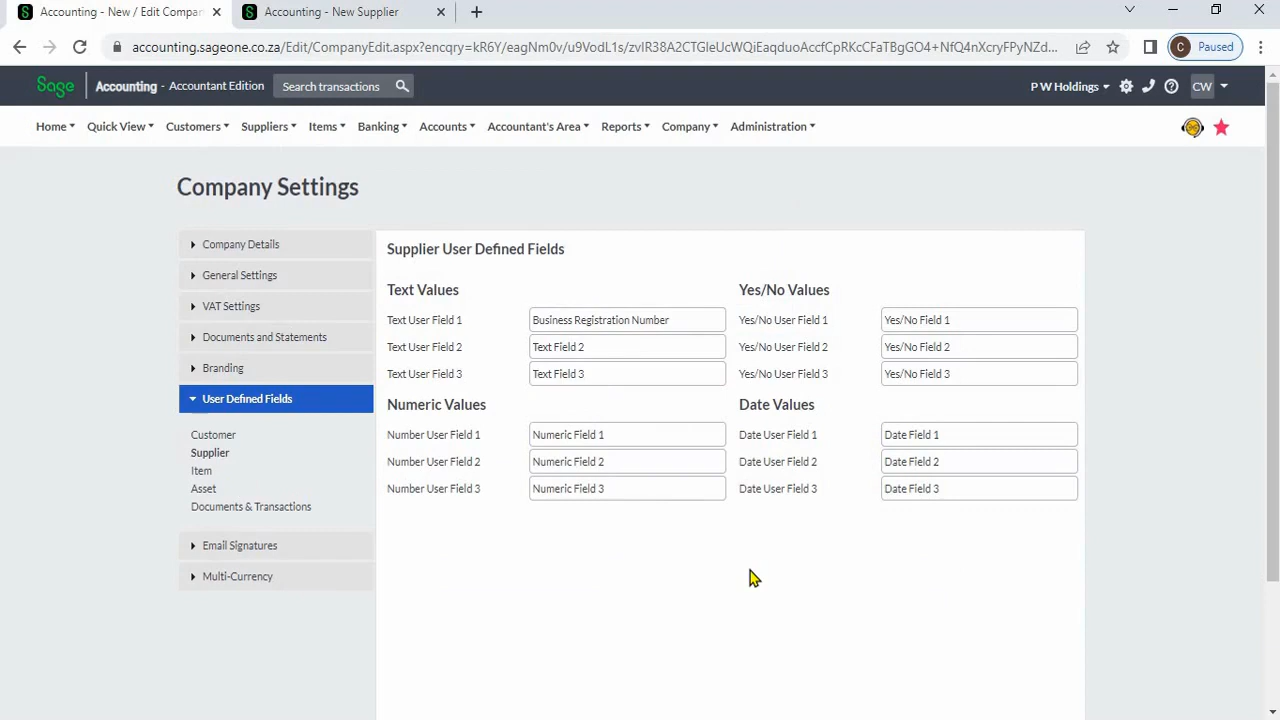 Accounting - New / Edit Compan
Accounting - New Supplier
accounting.sageone.co.za/Edit/CompanyEdit.aspx?encqry=
Paused
Sage
Accounting - Accountant Edition
Search transactions
P W Holdings
CW
Home
Quick View
Customers
Suppliers
Items
Banking
Accounts
Accountant's Area
Reports
Company
Administration
Company Settings
Company Details
General Settings
VAT Settings
Documents and Statements
Branding
User Defined Fields
Customer
Supplier
Item
Asset
Documents & Transactions
Email Signatures
Multi-Currency
Supplier User Defined Fields
Text Values
Text User Field 1 Business Registration Number
Text User Field 2 Text Field 2
Text User Field 3 Text Field 3
Numeric Values
Number User Field 1 Numeric Field 1
Number User Field 2 Numeric Field 2
Number User Field 3 Numeric Field 3
Yes/No Values
Yes/No User Field 1 Yes/No Field 1
Yes/No User Field 2 Yes/No Field 2
Yes/No User Field 3 Yes/No Field 3
Date Values
Date User Field 1 Date Field 1
Date User Field 2 Date Field 2
Date User Field 3 Date Field 3